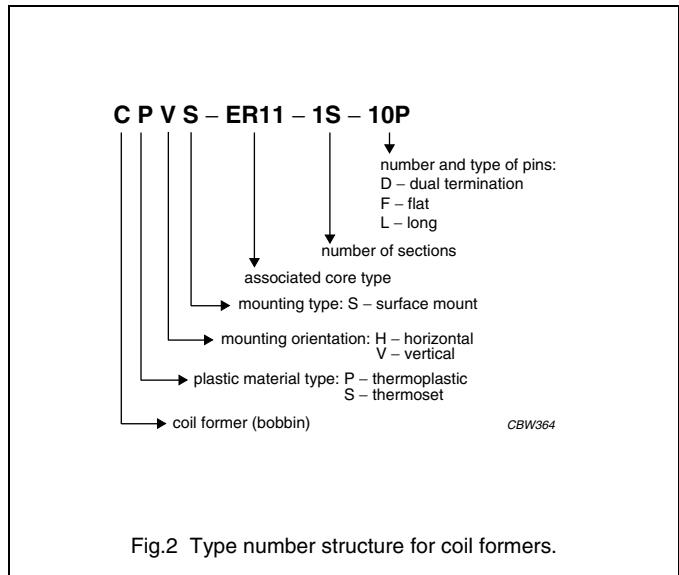 C P V S – ER11 – 1S – 10P
number and type of pins:
D – dual termination
F – flat
L – long
number of sections
associated core type
mounting type: S – surface mount
mounting orientation: H – horizontal
V – vertical
plastic material type: P – thermoplastic
S – thermoset
coil former (bobbin)
CBW364
Fig.2 Type number structure for coil formers.